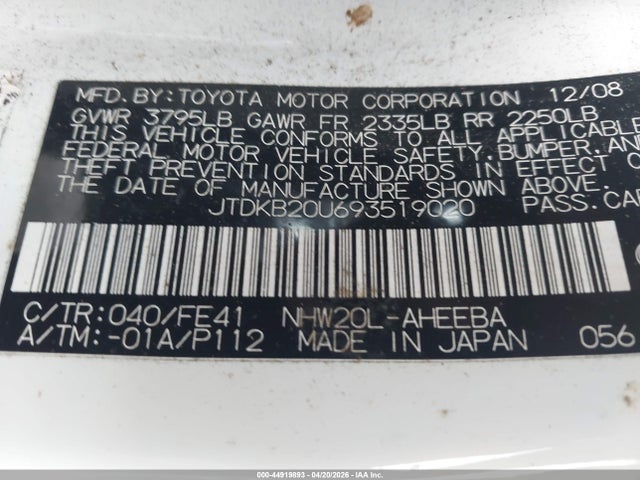 MFD.BY:TOYOTA MOTOR CORPORATION 12/08
GVWR 3795LB GAWR FR 2335LB RR 2250LB
THIS VEHICLE CONFORMS TO ALL APPLICABLE
FEDERAL MOTOR VEHICLE SAFETY,BUMPER,AND
THEFT PREVENTION STANDARDS IN EFFECT
THE DATE OF MANUFACTURE SHOWN ABOVE.
JTDKB20U693519020 PASS.CAR
C/TR:040/FE41 NHW20L-AHEEBA
A/TM:-01A/P112 MADE IN JAPAN 056
000-44919893 - 04/20/2026 - IAAI.COM